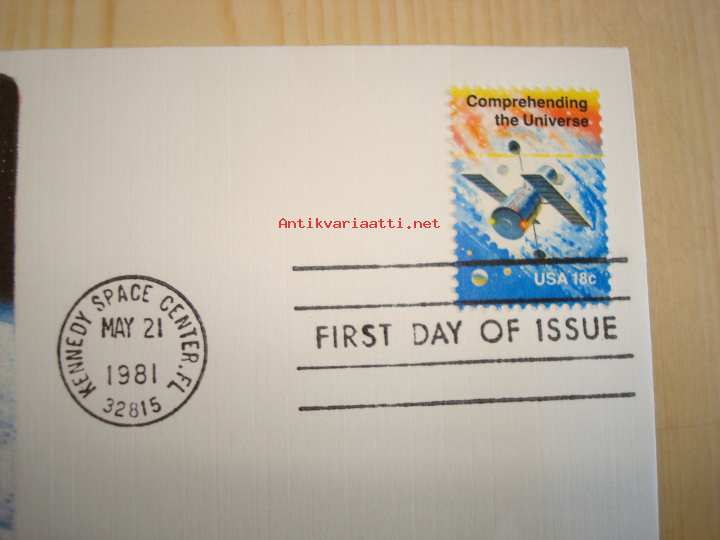 Comprehending
the Universe
USA 18c
Antikvariaatti.net
KENNEDY SPACE CENTER, FL
MAY 21
1981
32815
FIRST DAY OF ISSUE